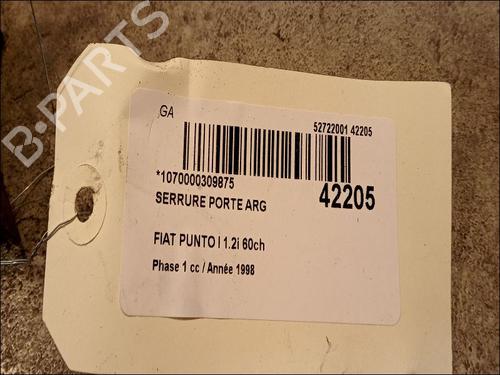 B-PARTS
GA
52722001 42205
*1070000309875
42205
SERRURE PORTE ARG
FIAT PUNTO I 1.2i 60ch
Phase 1 cc / Année 1998